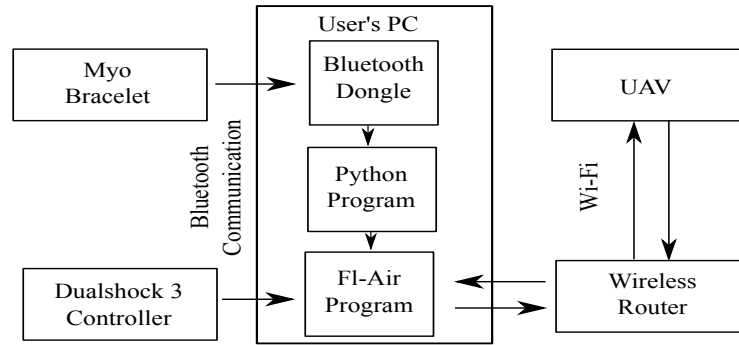 User's PC
Myo
Bracelet
Bluetooth
Dongle
UAV
Bluetooth
Communication
Python
Program
Wi-Fi
Dualshock 3
Controller
Fl-Air
Program
Wireless
Router